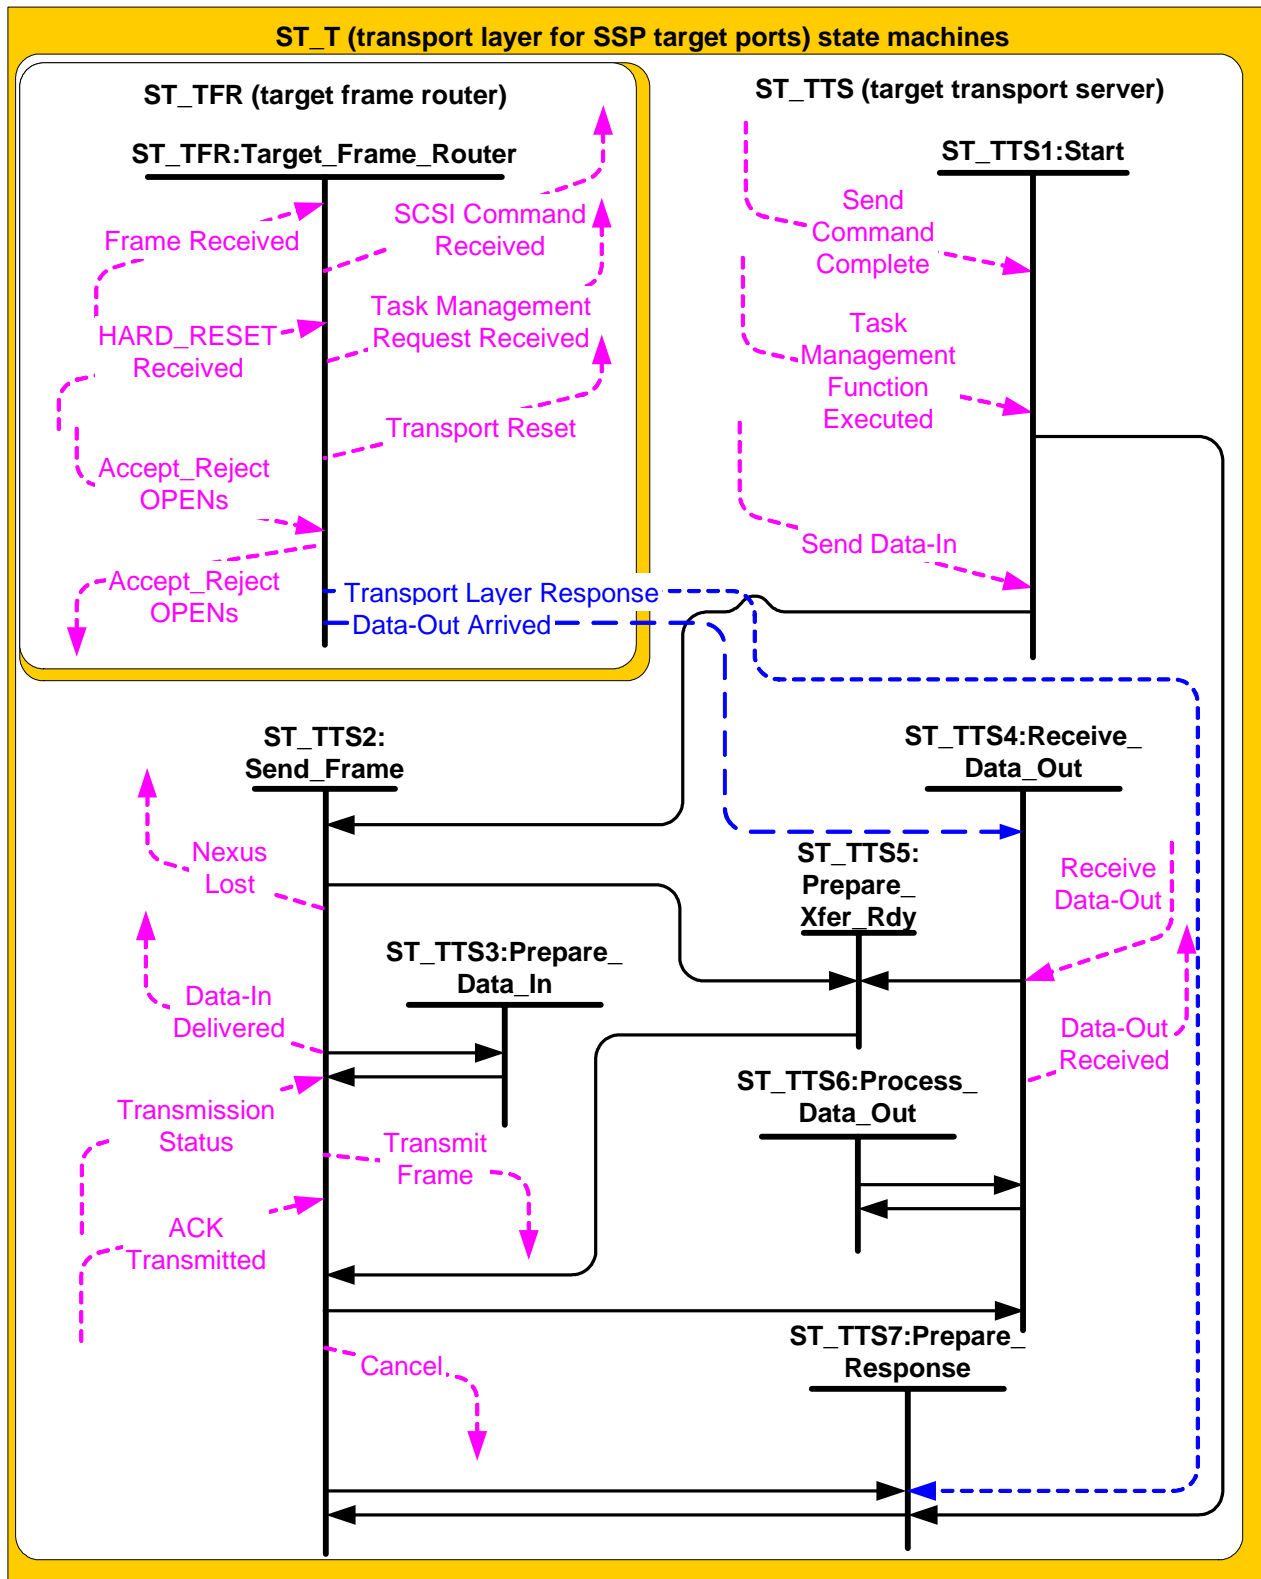 ST_T (transport layer for SSP target ports) state machines
ST_TFR (target frame router)
ST_TFR:Target_Frame_Router
Frame Received
SCSI Command
Received
HARD_RESET
Received
Task Management
Request Received
Transport Reset
Accept_Reject
OPENs
Accept_Reject
OPENs
Transport Layer Response
Data-Out Arrived
ST_TTS (target transport server)
ST_TTS1:Start
Send
Command
Complete
Task
Management
Function
Executed
Send Data-In
ST_TTS2:
Send_Frame
Nexus
Lost
Data-In
Delivered
Transmission
Status
ACK
Transmitted
Transmit
Frame
Cancel
ST_TTS3:Prepare_
Data_In
ST_TTS4:Receive_
Data_Out
ST_TTS5:
Prepare_
Xfer_Rdy
Receive
Data-Out
Data-Out
Received
ST_TTS6:Process_
Data_Out
ST_TTS7:Prepare_
Response